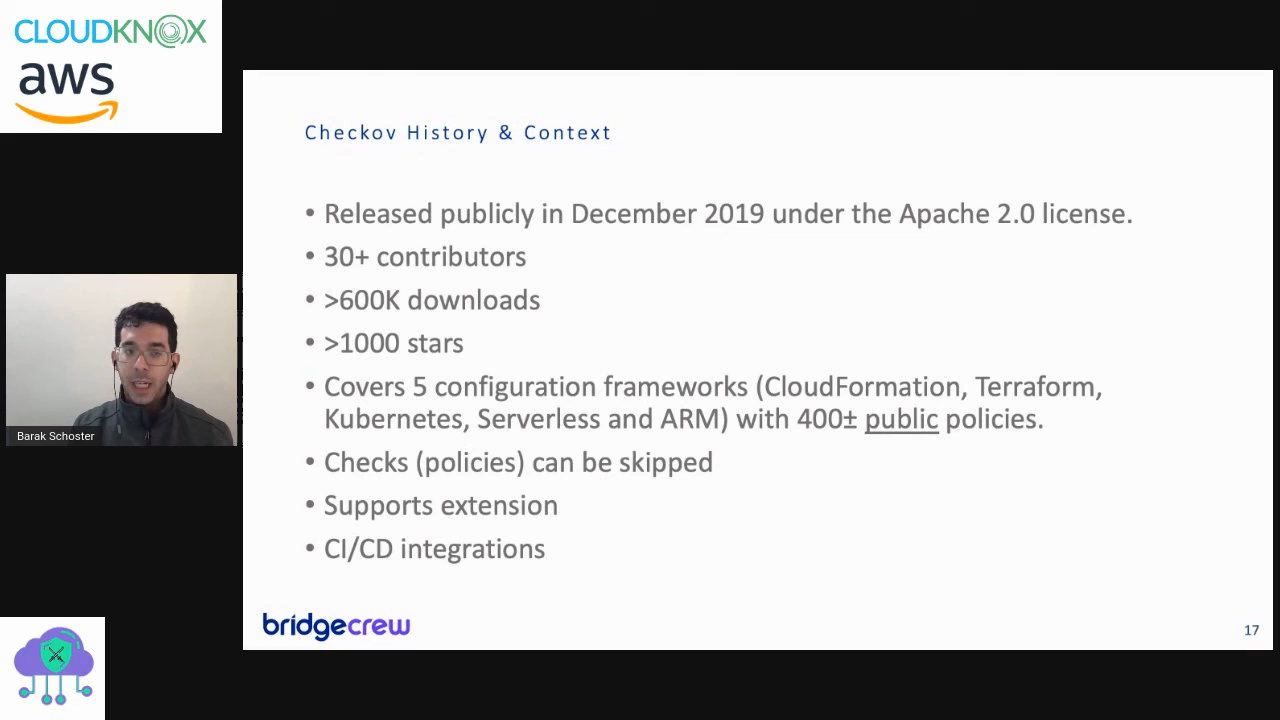 CLOUDKNOX
aws
Checkov History & Context
• Released publicly in December 2019 under the Apache 2.0 license.
• 30+ contributors
• >600K downloads
• >1000 stars
• Covers 5 configuration frameworks (CloudFormation, Terraform,
Kubernetes, Serverless and ARM) with 400± public policies.
• Checks (policies) can be skipped
• Supports extension
• CI/CD integrations
Barak Schoster
bridgecrew
17